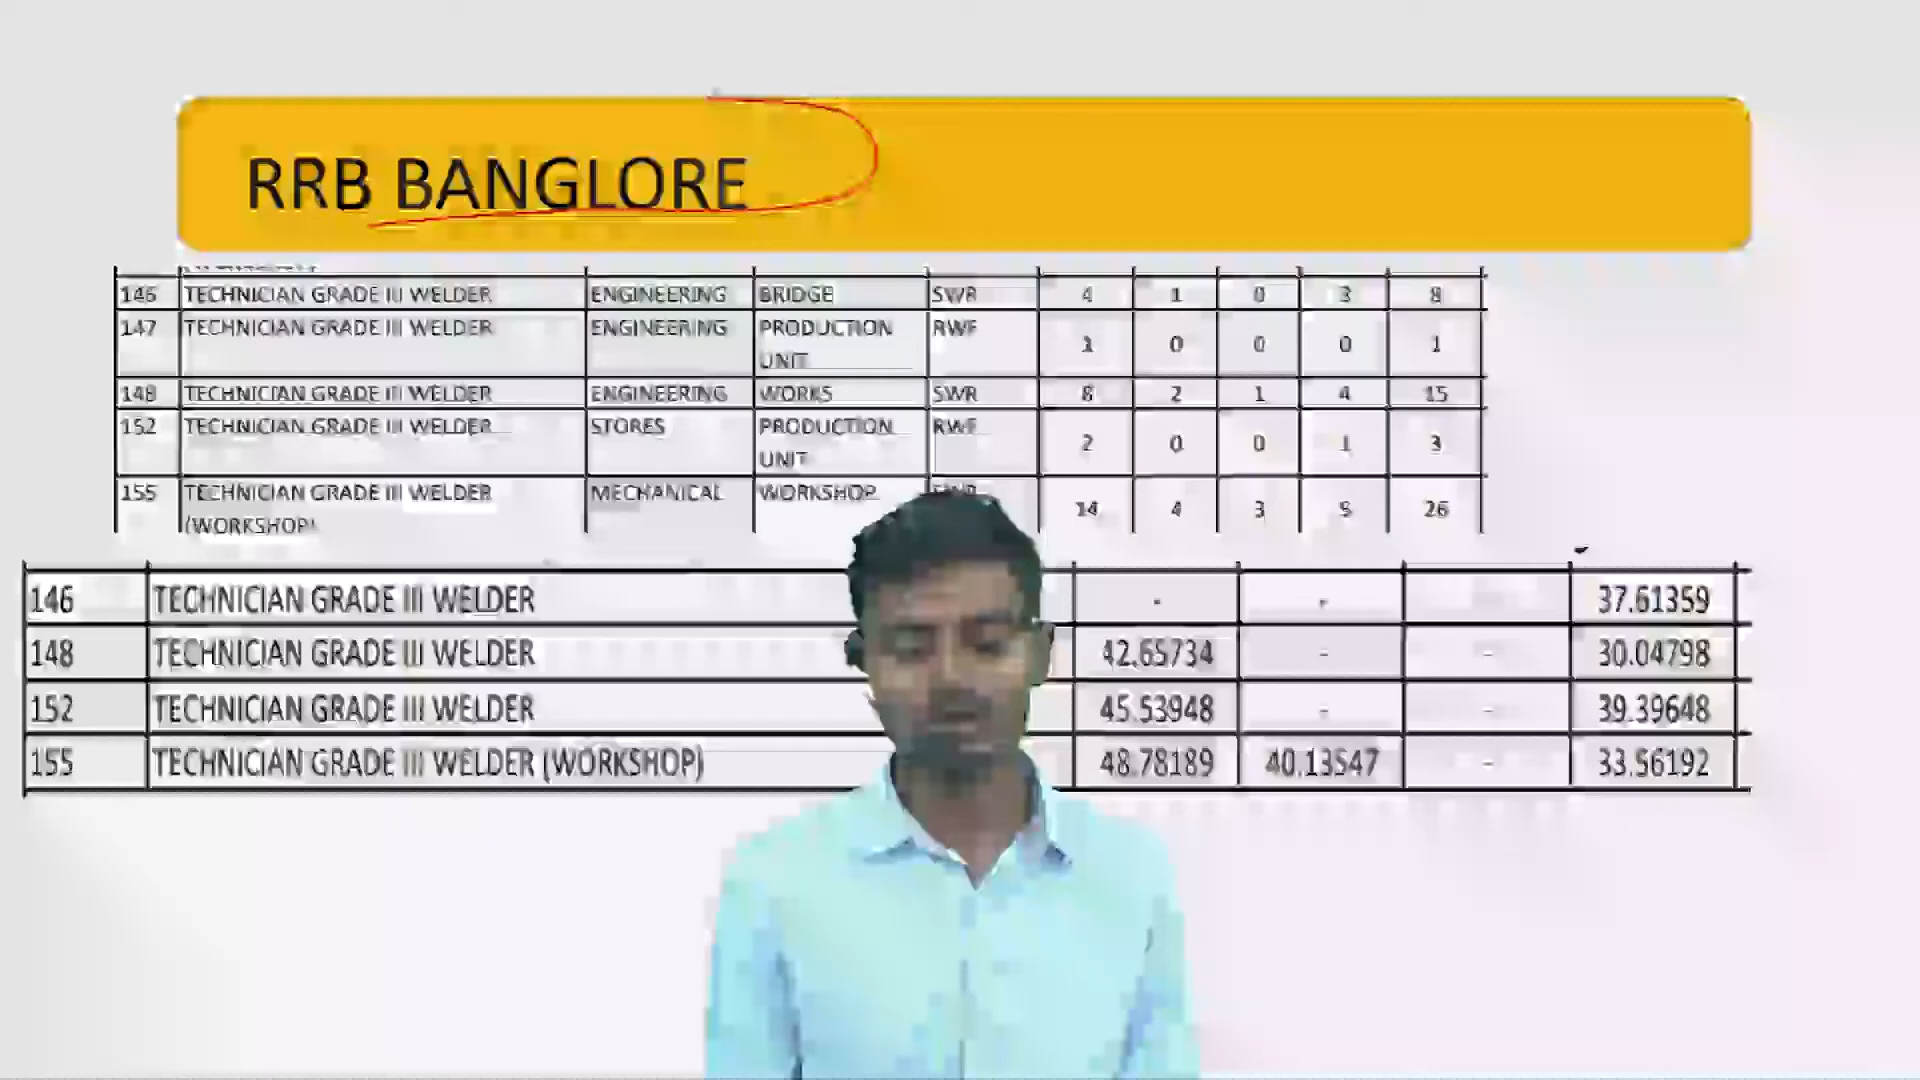 RRB BANGLORE
146 TECHNICIAN GRADE III WELDER ENGINEERING BRIDGE SWR 4 1 0 3 8
147 TECHNICIAN GRADE III WELDER ENGINEERING PRODUCTION UNIT RWF 1 0 0 0 1
148 TECHNICIAN GRADE III WELDER ENGINEERING WORKS SWR 8 2 1 4 15
152 TECHNICIAN GRADE III WELDER STORES PRODUCTION UNIT RWF 2 0 0 1 3
155 TECHNICIAN GRADE III WELDER (WORKSHOP) MECHANICAL WORKSHOP 14 4 3 5 26
146 TECHNICIAN GRADE III WELDER - - - 37.61359
148 TECHNICIAN GRADE III WELDER 42.65734 - - 30.04798
152 TECHNICIAN GRADE III WELDER 45.53948 - - 39.39648
155 TECHNICIAN GRADE III WELDER (WORKSHOP) 48.78189 40.13547 - 33.56192